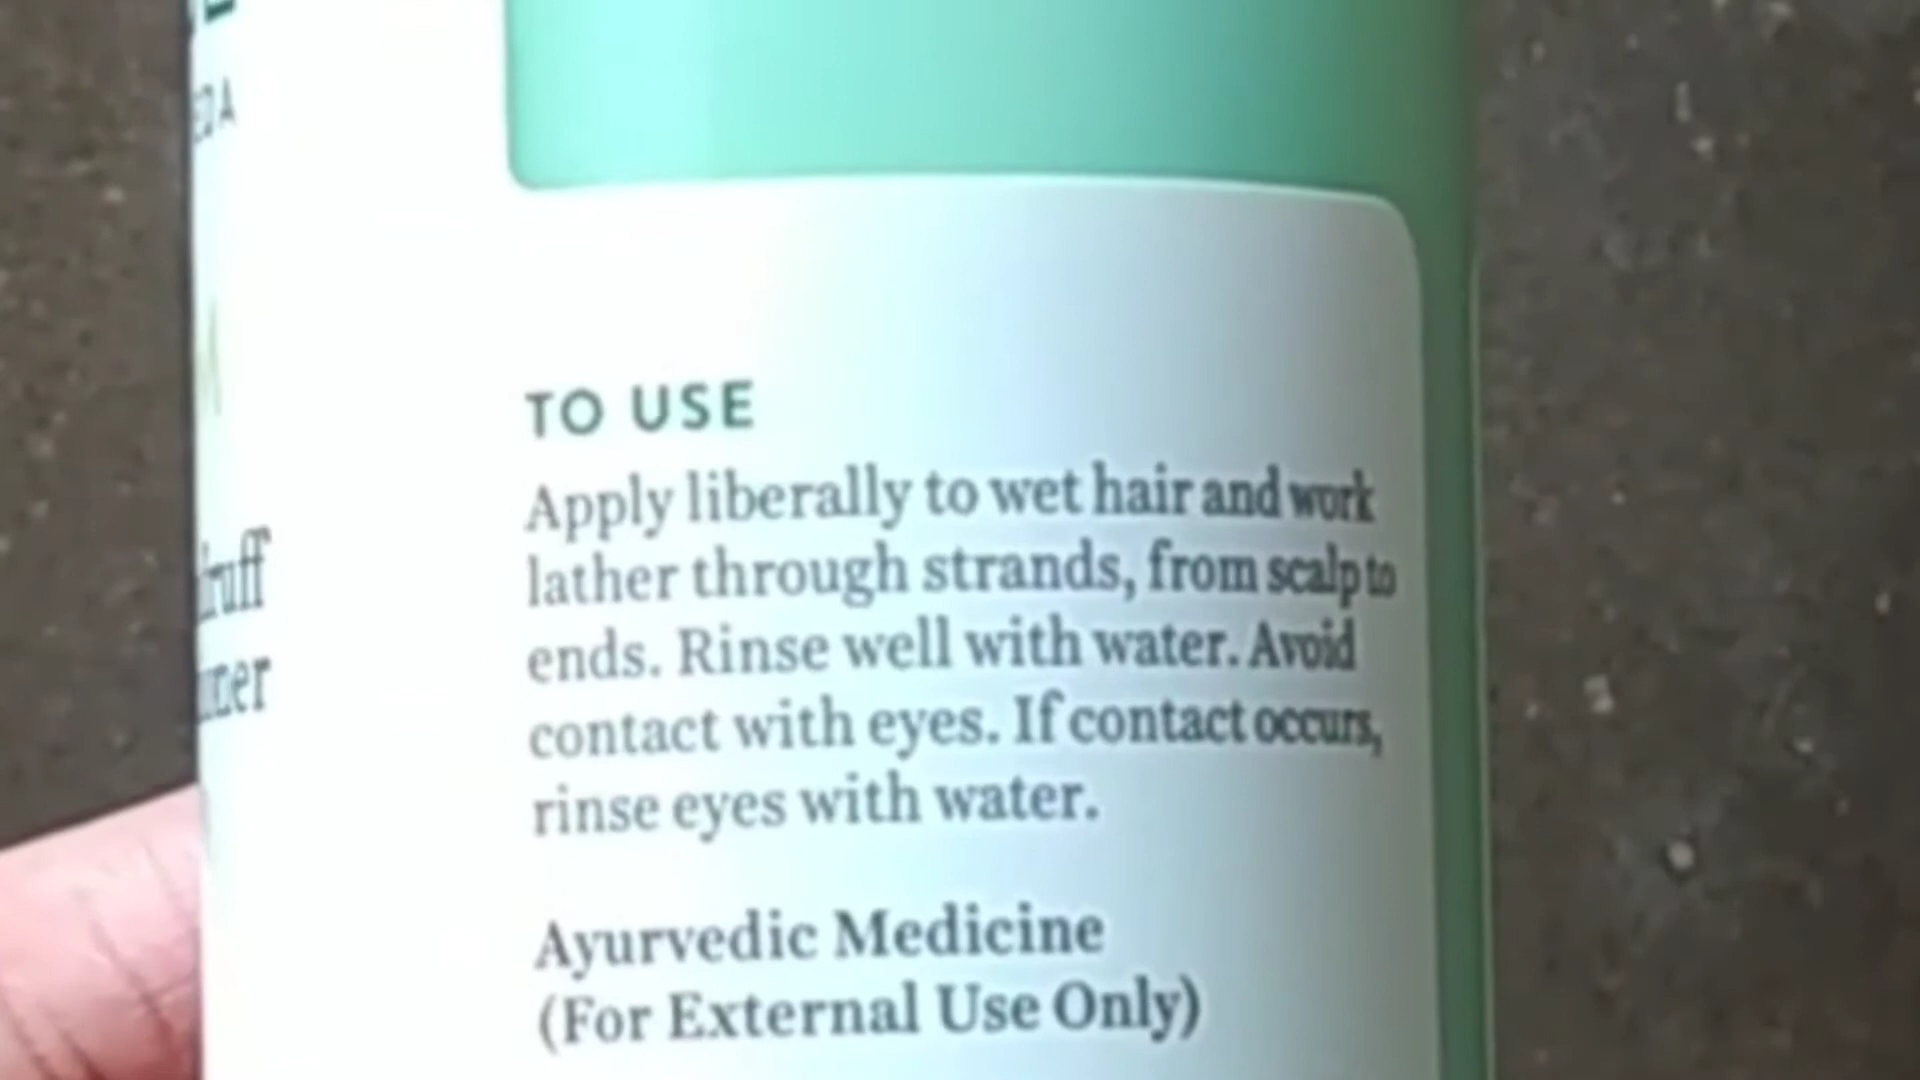 TO USE
Apply liberally to wet hair and work
lather through strands, from scalp to
ends. Rinse well with water. Avoid
contact with eyes. If contact occurs,
rinse eyes with water.
Ayurvedic Medicine
(For External Use Only)